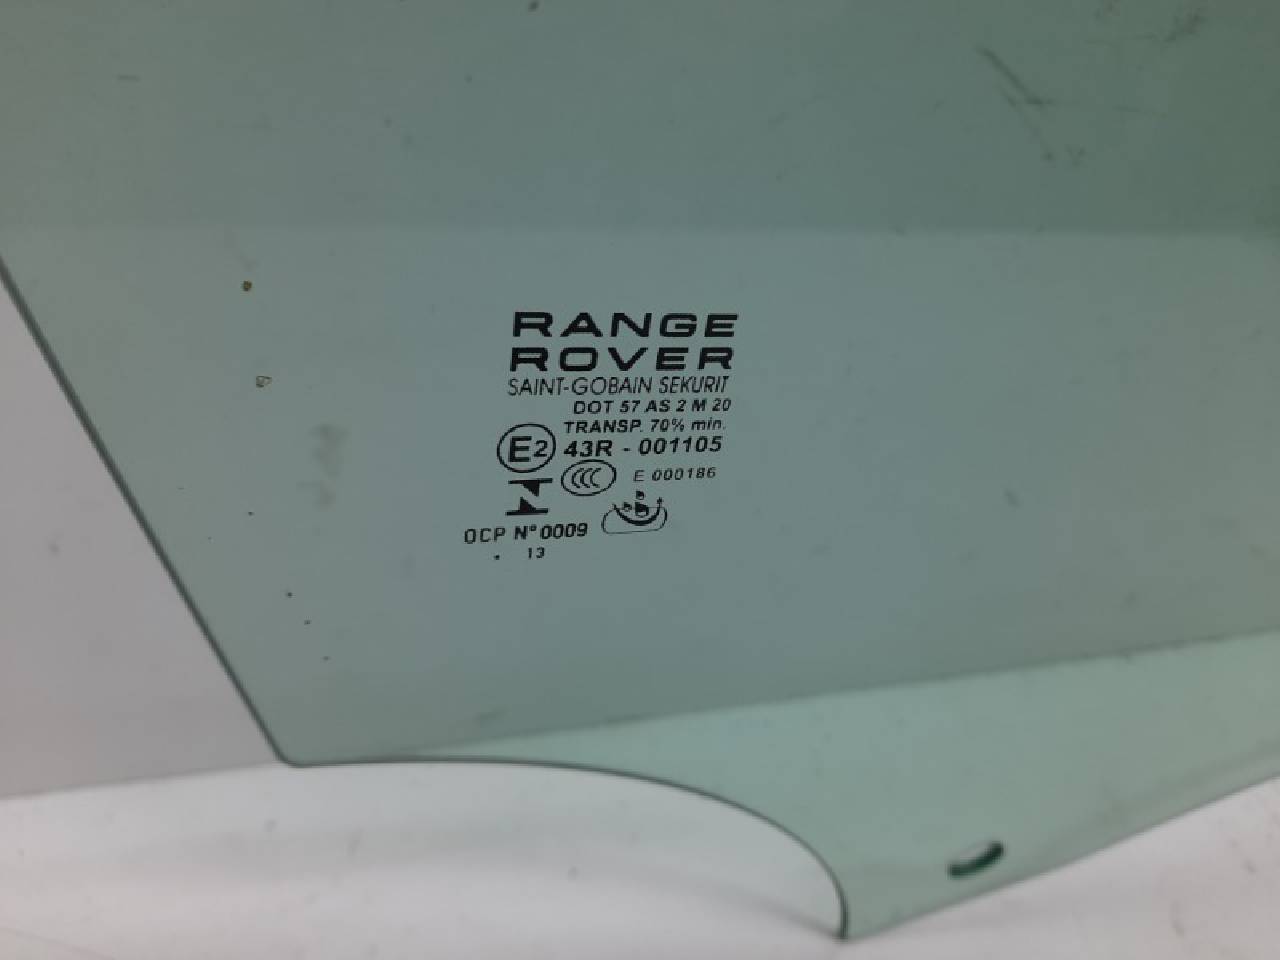 RANGE
ROVER
SAINT-GOBAIN SEKURIT
DOT 57 AS 2 M 20
TRANSP. 70% min.
E2 43R - 001105
CCC E 000186
OCP N° 0009
. 13